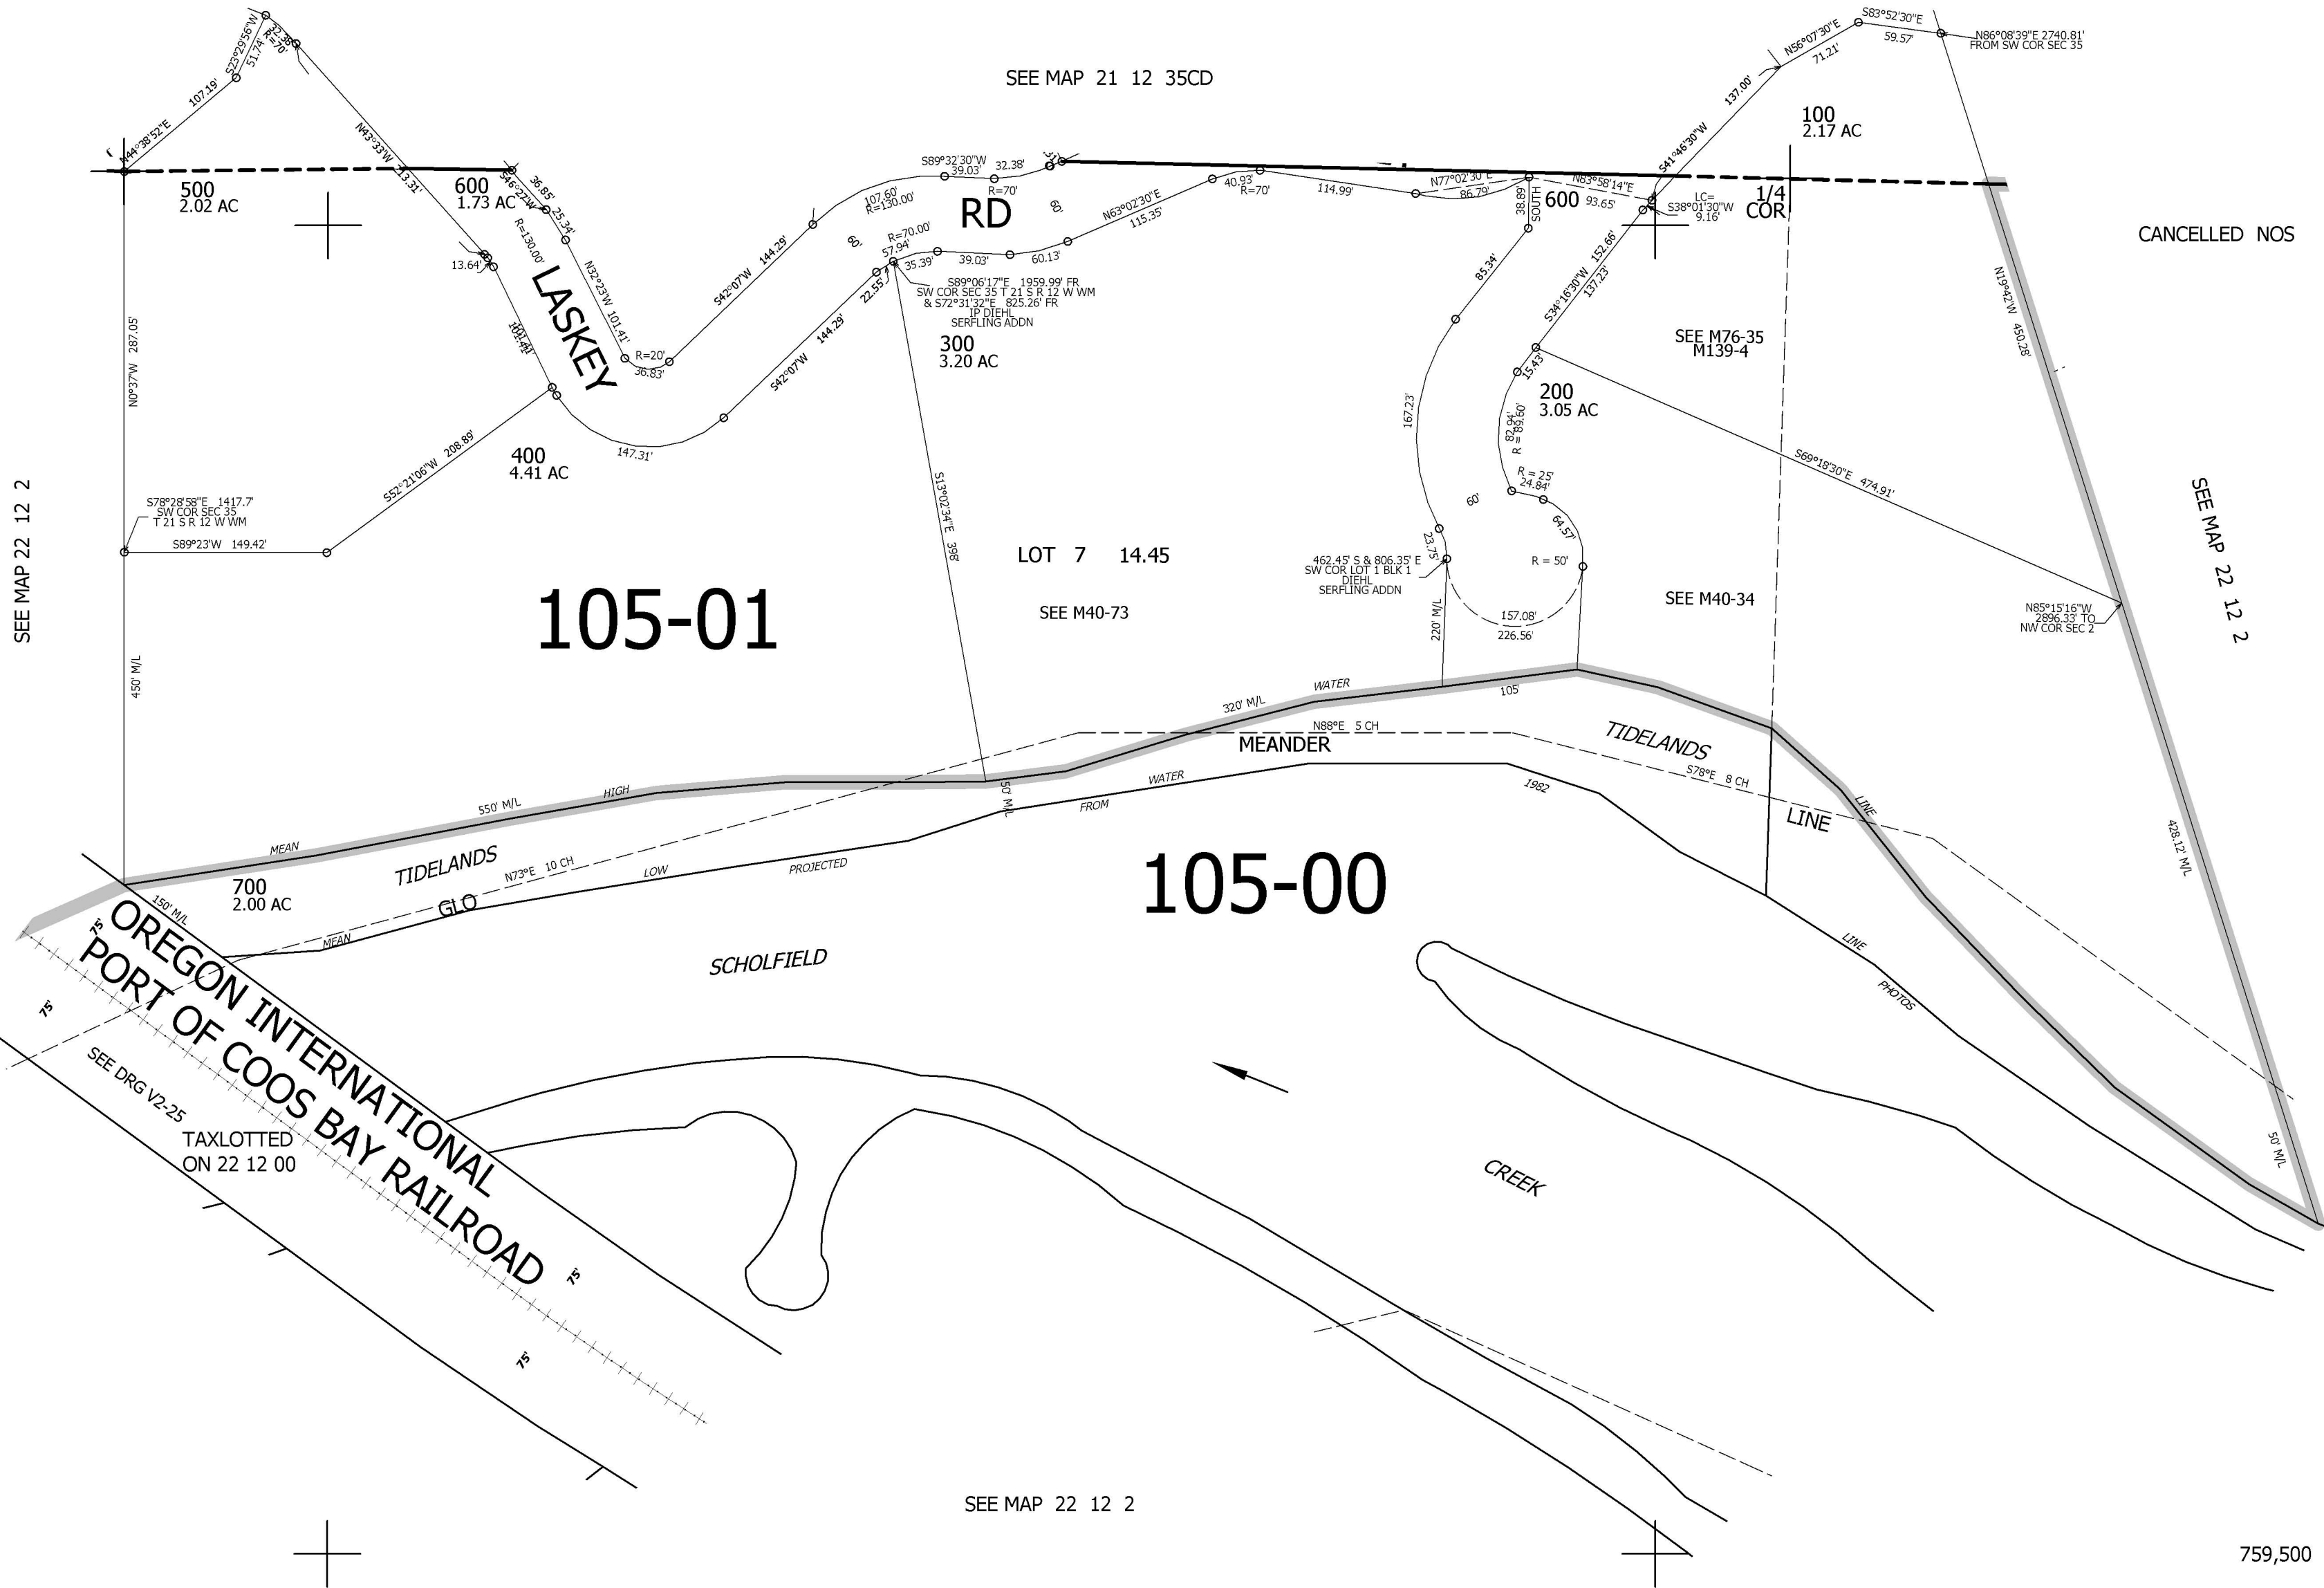 SEE MAP 21 12 35CD
S23°29'56"W
51.74'
32.38'
R=70'
107.19'
N44°38'52"E
N43°33'W
S83°52'30"E
59.57'
N56°07'30"E
71.21'
N86°08'39"E 2740.81'
FROM SW COR SEC 35
137.00'
S41°46'30"W
100
2.17 AC
500
2.02 AC
600
1.73 AC
36.85'
S46°27'W
25.34'
R=130.00'
13.64'
N32°23'W 101.41'
101.41'
LASKEY
RD
R=20'
36.83'
S42°07'W 144.29'
107.60'
R=130.00'
S89°32'30"W
39.03'
32.38'
R=70'
60'
60'
R=70.00'
57.94'
35.39'
22.55'
39.03'
60.13'
N63°02'30"E
115.35'
40.93'
R=70'
114.99'
N77°02'30"E
86.79'
38.89'
SOUTH
600
N83°58'14"E
93.65'
LC=
S38°01'30"W
9.16'
1/4
COR
CANCELLED NOS
S89°06'17"E 1959.99' FR
SW COR SEC 35 T 21 S R 12 W WM
& S72°31'32"E 825.26' FR
IP DIEHL
SERFLING ADDN
300
3.20 AC
S42°07'W 144.29'
147.31'
N0°37'W 287.05'
85.34'
S34°16'30"W 152.66'
137.23'
15.43'
SEE M76-35
M139-4
N19°42'W 450.28'
200
3.05 AC
167.23'
82.94'
R = 89.60'
R = 25'
24.84'
64.57'
60'
S69°18'30"E 474.91'
400
4.41 AC
S52°21'06"W 208.89'
S78°28'58"E 1417.7'
SW COR SEC 35
T 21 S R 12 W WM
S89°23'W 149.42'
SEE MAP 22 12 2
S13°02'34"E 398'
LOT 7 14.45
SEE M40-73
105-01
23.75'
462.45' S & 806.35' E
SW COR LOT 1 BLK 1
DIEHL
SERFLING ADDN
R = 50'
157.08'
226.56'
220' M/L
SEE M40-34
N85°15'16"W
2896.33' TO
NW COR SEC 2
SEE MAP 22 12 2
450' M/L
105'
WATER
320' M/L
N88°E 5 CH
MEANDER
TIDELANDS
S78°E 8 CH
LINE
LINE
1982
WATER
FROM
50' M/L
HIGH
550' M/L
MEAN
TIDELANDS
N73°E 10 CH
GLO
LOW
PROJECTED
MEAN
700
2.00 AC
150' M/L
105-00
428.12' M/L
LINE
PHOTOS
SCHOLFIELD
CREEK
50' M/L
75'
75'
OREGON INTERNATIONAL
PORT OF COOS BAY RAILROAD
SEE DRG V2-25
TAXLOTTED
ON 22 12 00
75'
75'
SEE MAP 22 12 2
759,500